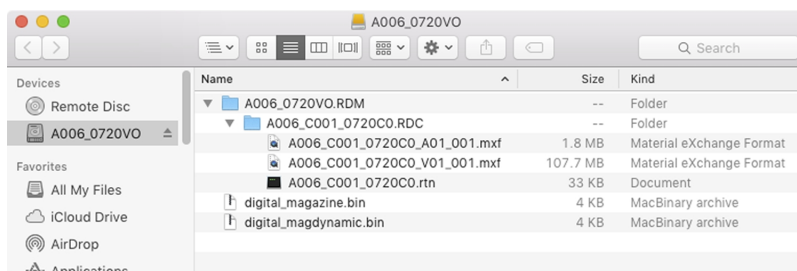 A006_0720VO
Search
Devices
Remote Disc
A006_0720VO
Favorites
All My Files
iCloud Drive
AirDrop
Applications
Name Size Kind
A006_0720VO.RDM -- Folder
A006_C001_0720C0.RDC -- Folder
A006_C001_0720C0_A01_001.mxf 1.8 MB Material eXchange Format
A006_C001_0720C0_V01_001.mxf 107.7 MB Material eXchange Format
A006_C001_0720C0.rtn 33 KB Document
digital_magazine.bin 4 KB MacBinary archive
digital_magdynamic.bin 4 KB MacBinary archive